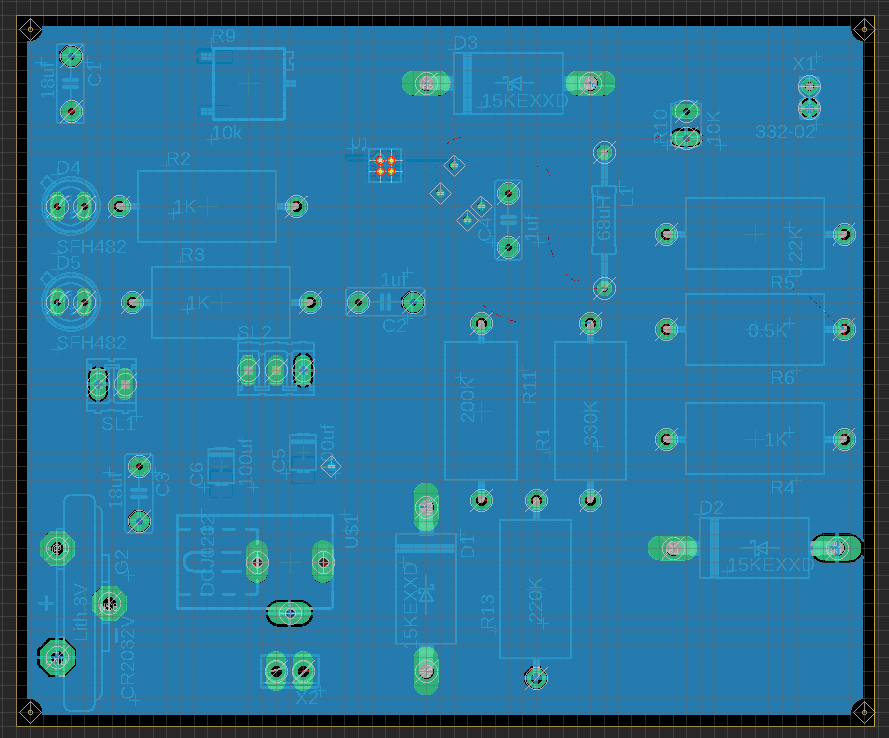 R9
D3
X1
18uf
C1
15KEXXD
R10
10K
10k
332-02
U1
D4
R2
1K
L1
68uH
C4
1uf
SFH482
D5
R3
.22K
1uf
R5
1K
C2
0.5K
SFH482
SL2
R6
200K
R11
R1
330K
1K
SL1
C6
100uf
C5
R4
18uf
C3
D2
DCJ0202
U$1
D1
G2
15KEXXD
15KEXXD
+
Lith 3V
CR2032V
R13
220K
X2